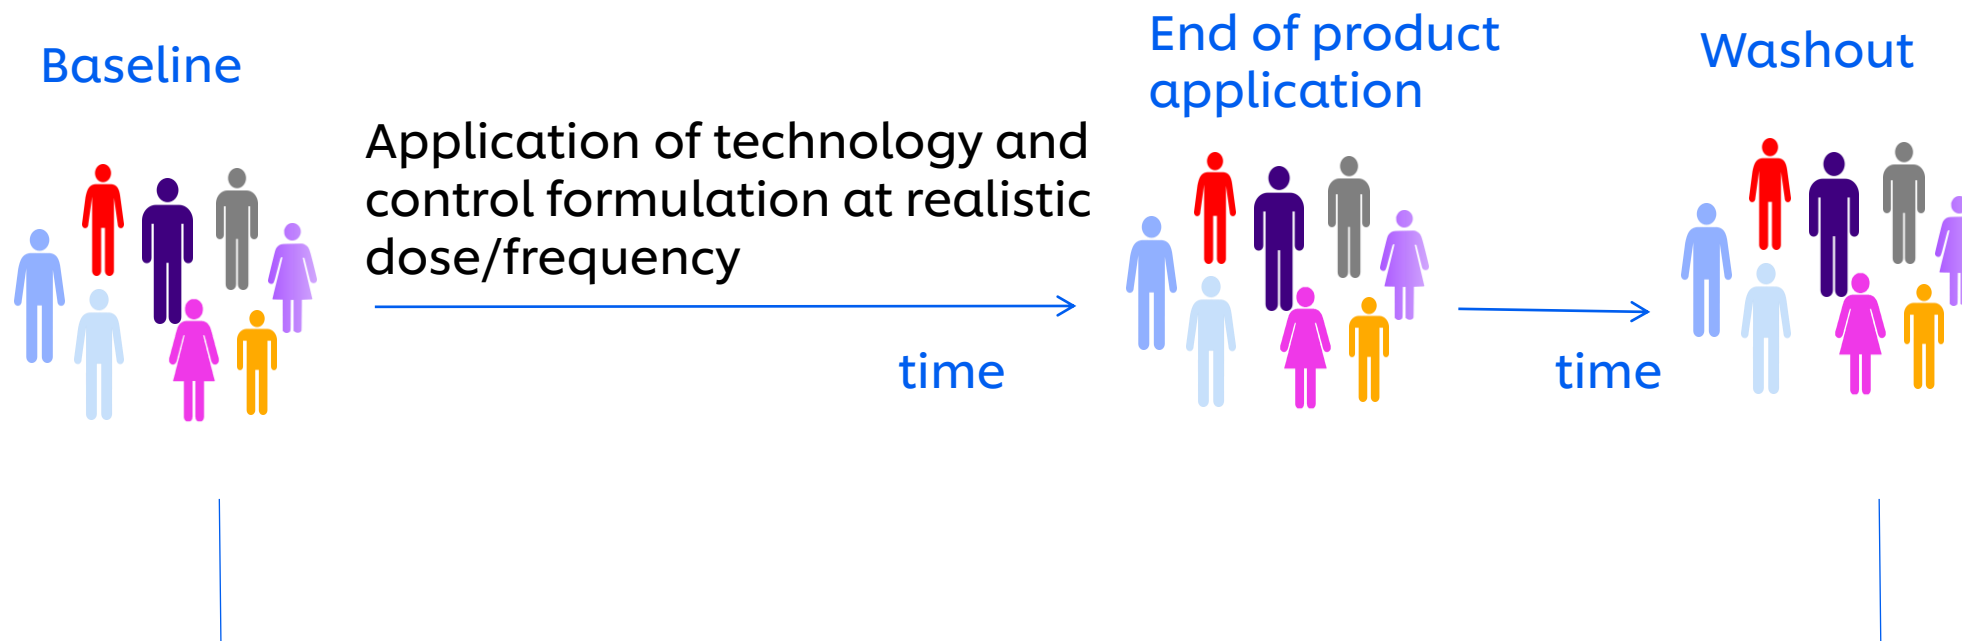 Baseline
Application of technology and
control formulation at realistic
dose/frequency
time
End of product
application
time
Washout